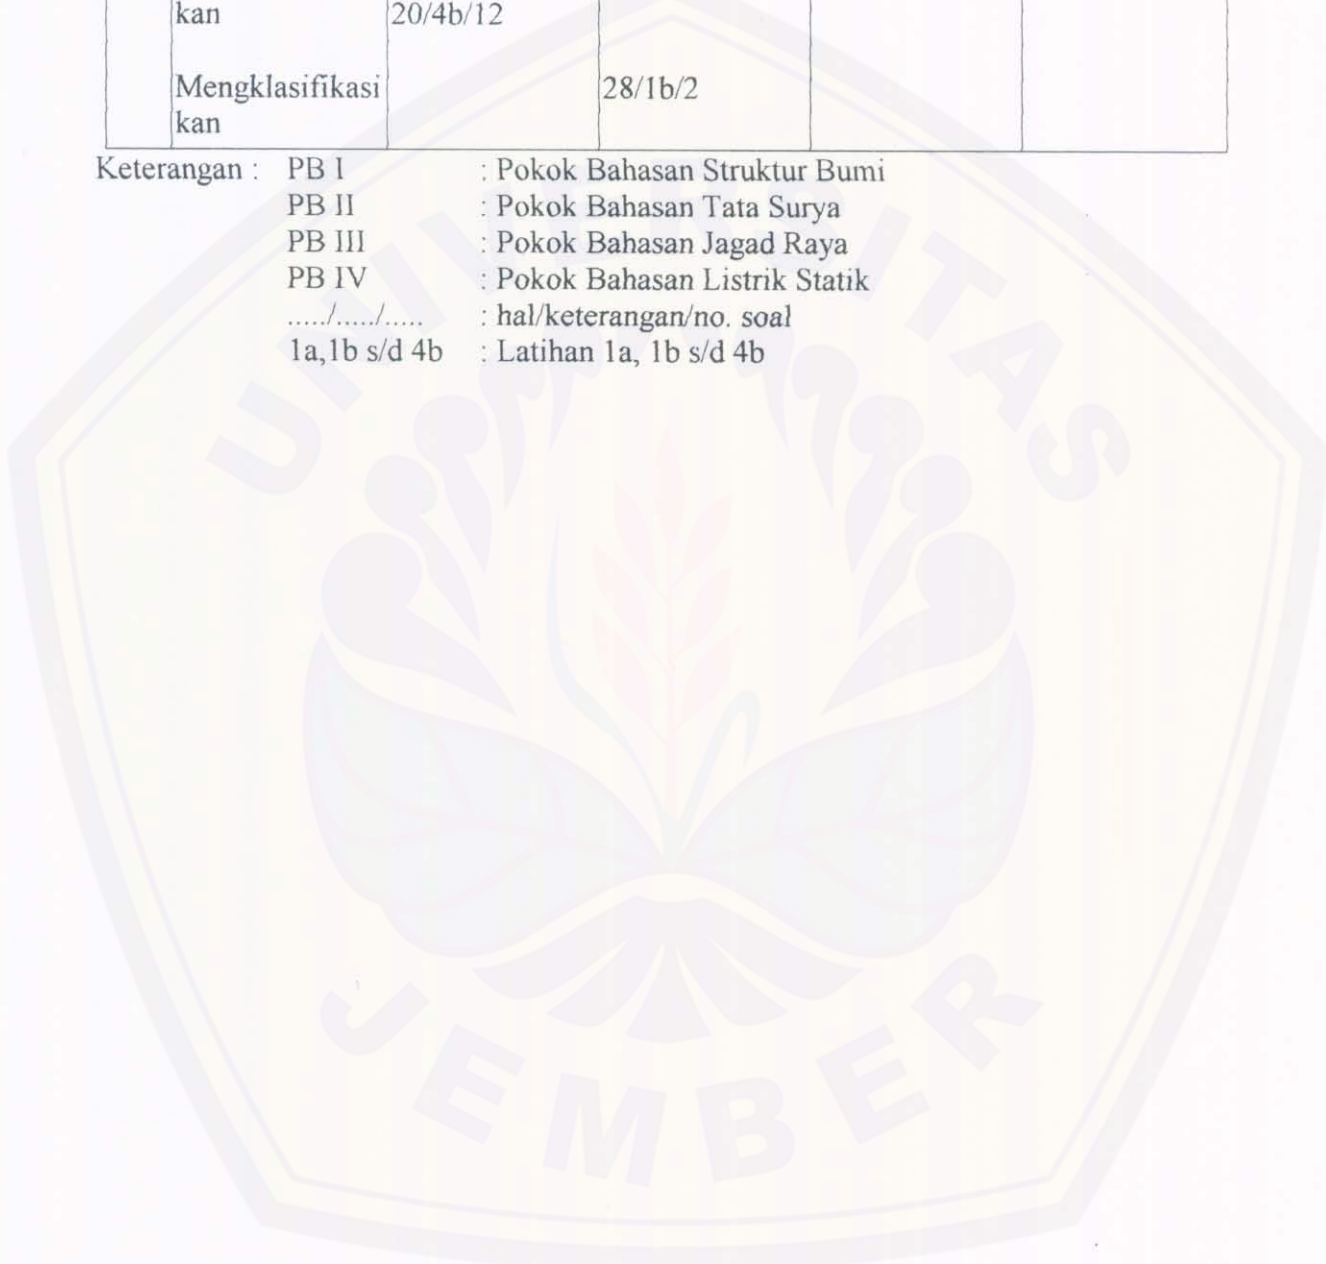 kan 20/4b/12
Mengklasifikasi 28/1b/2
kan
Keterangan : PB I : Pokok Bahasan Struktur Bumi
PB II : Pokok Bahasan Tata Surya
PB III : Pokok Bahasan Jagad Raya
PB IV : Pokok Bahasan Listrik Statik
...../...../..... : hal/keterangan/no. soal
1a,1b s/d 4b : Latihan 1a, 1b s/d 4b
UNIVERSITAS
JEMBER